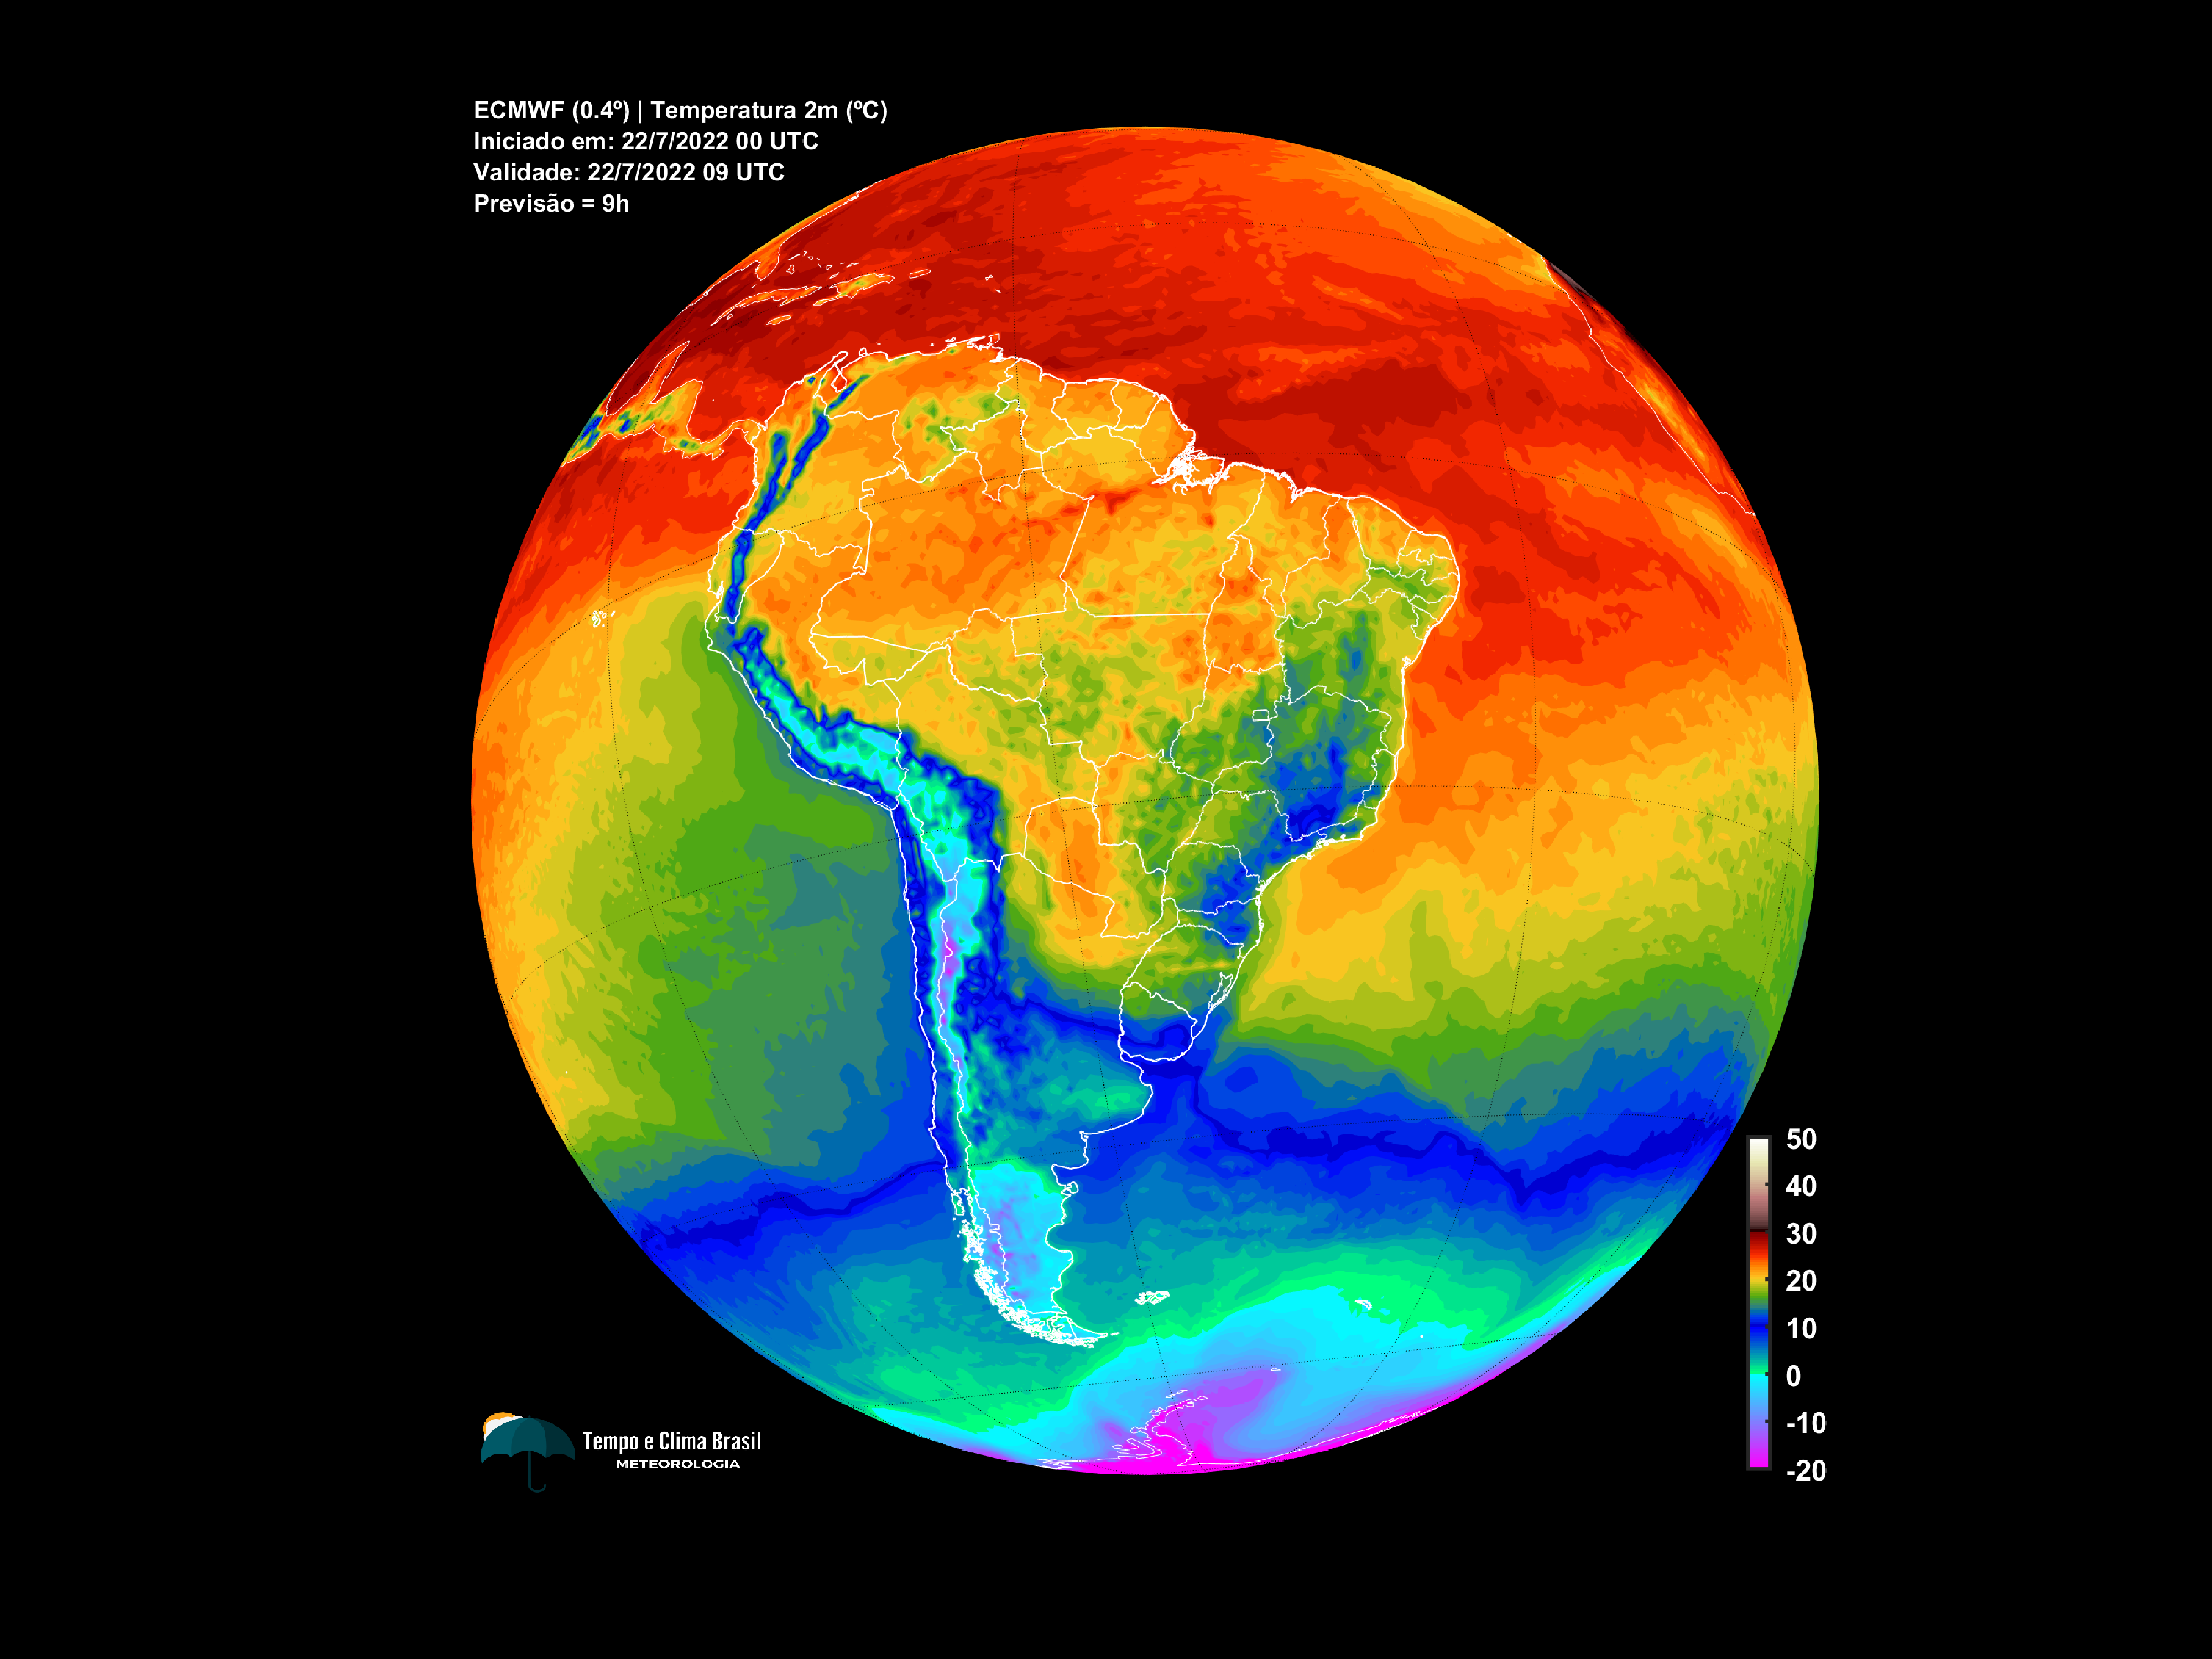 ECMWF (0.4º) | Temperatura 2m (ºC)
Iniciado em: 22/7/2022 00 UTC
Validade: 22/7/2022 09 UTC
Previsão = 9h
50
40
30
20
10
0
-10
-20
Tempo e Clima Brasil
METEOROLOGIA